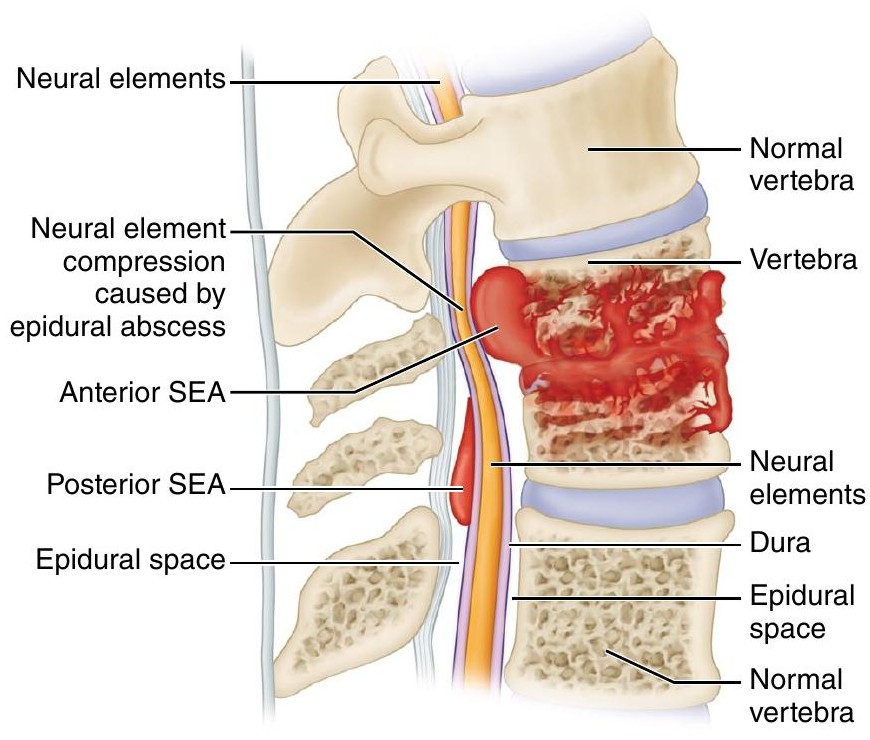 Neural elements
Neural element
compression
caused by
epidural abscess
Anterior SEA
Posterior SEA
Epidural space
Normal
vertebra
Vertebra
Neural
elements
Dura
Epidural
space
Normal
vertebra